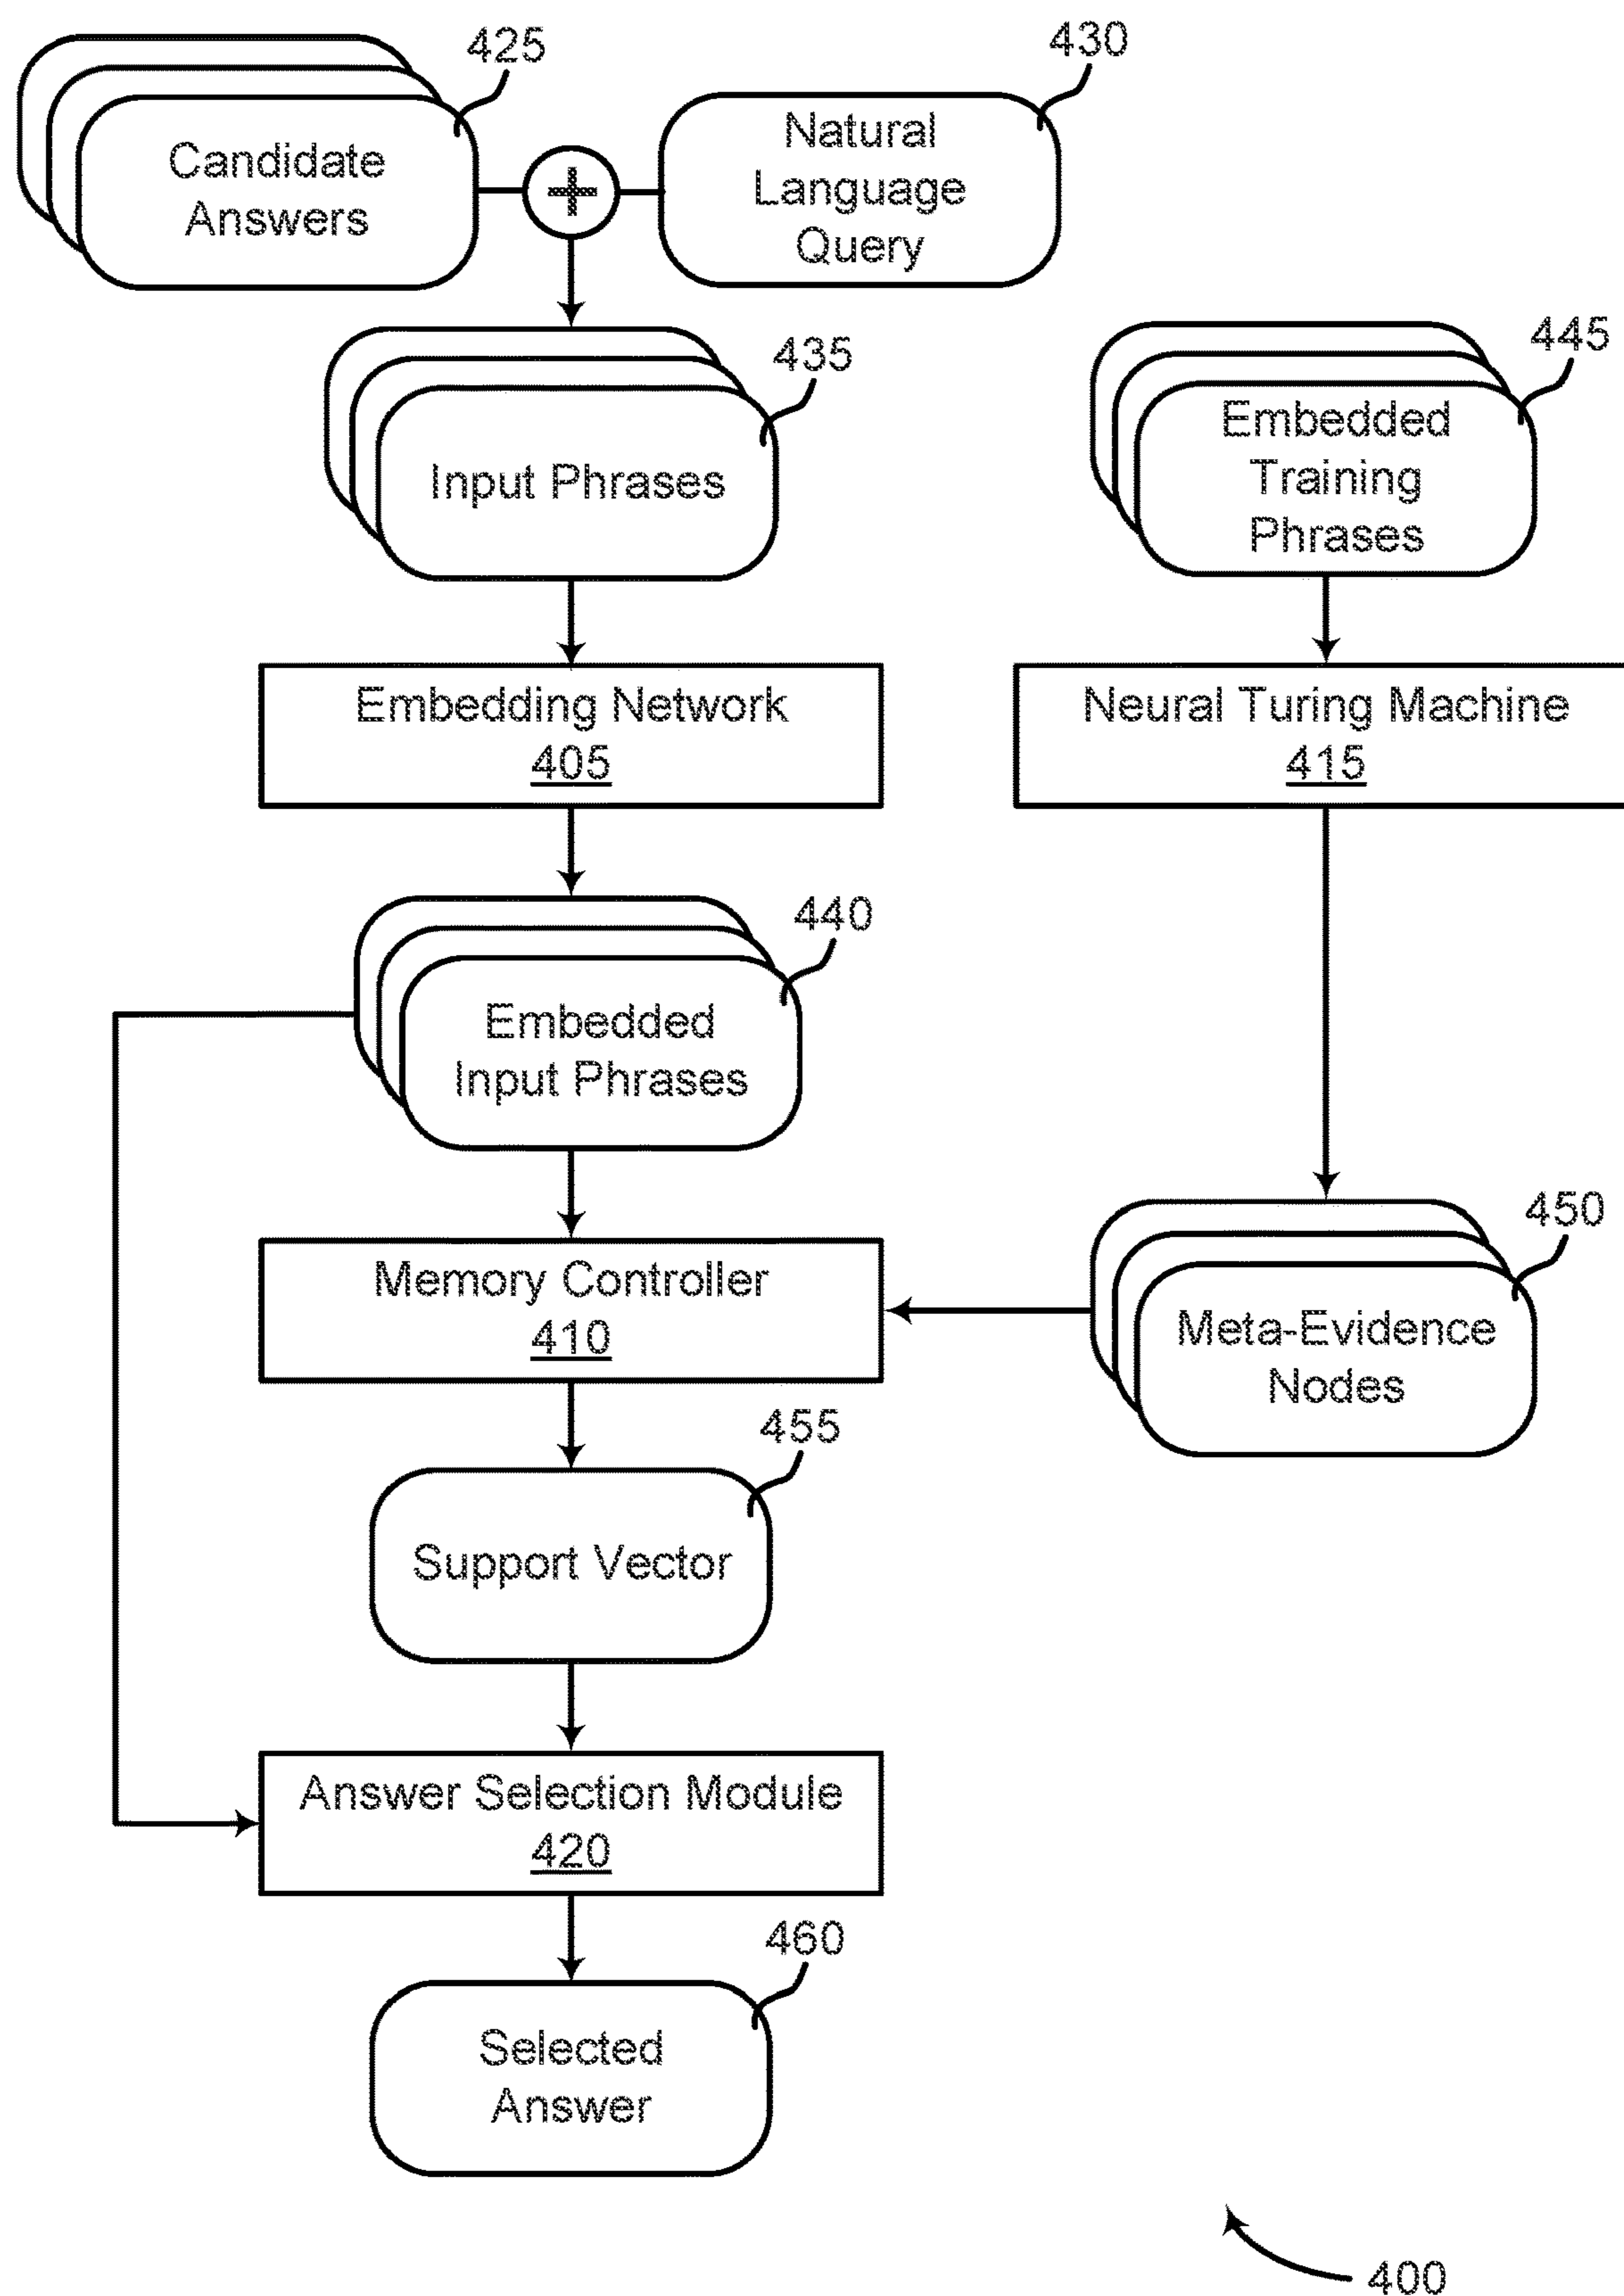 425
430
Candidate
Answers
+
Natural
Language
Query
435
445
Input Phrases
Embedded
Training
Phrases
Embedding Network
405
Neural Turing Machine
415
440
Embedded
Input Phrases
450
Memory Controller
410
Meta-Evidence
Nodes
455
Support Vector
Answer Selection Module
420
460
Selected
Answer
400